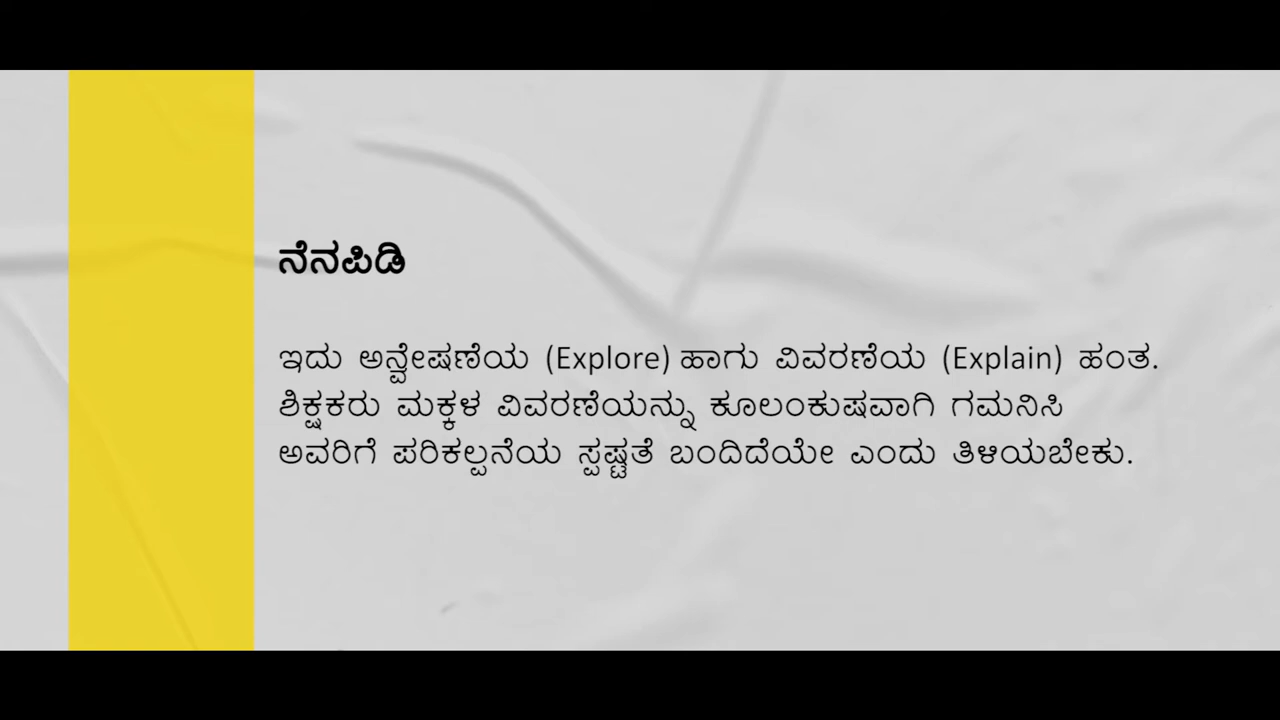 ನೆನಪಿಡಿ
ಇದು ಅನ್ವೇಷಣೆಯ (Explore) ಹಾಗು ವಿವರಣೆಯ (Explain) ಹಂತ.
ಶಿಕ್ಷಕರು ಮಕ್ಕಳ ವಿವರಣೆಯನ್ನು ಕೂಲಂಕುಷವಾಗಿ ಗಮನಿಸಿ
ಅವರಿಗೆ ಪರಿಕಲ್ಪನೆಯ ಸ್ಪಷ್ಟತೆ ಬಂದಿದೆಯೇ ಎಂದು ತಿಳಿಯಬೇಕು.